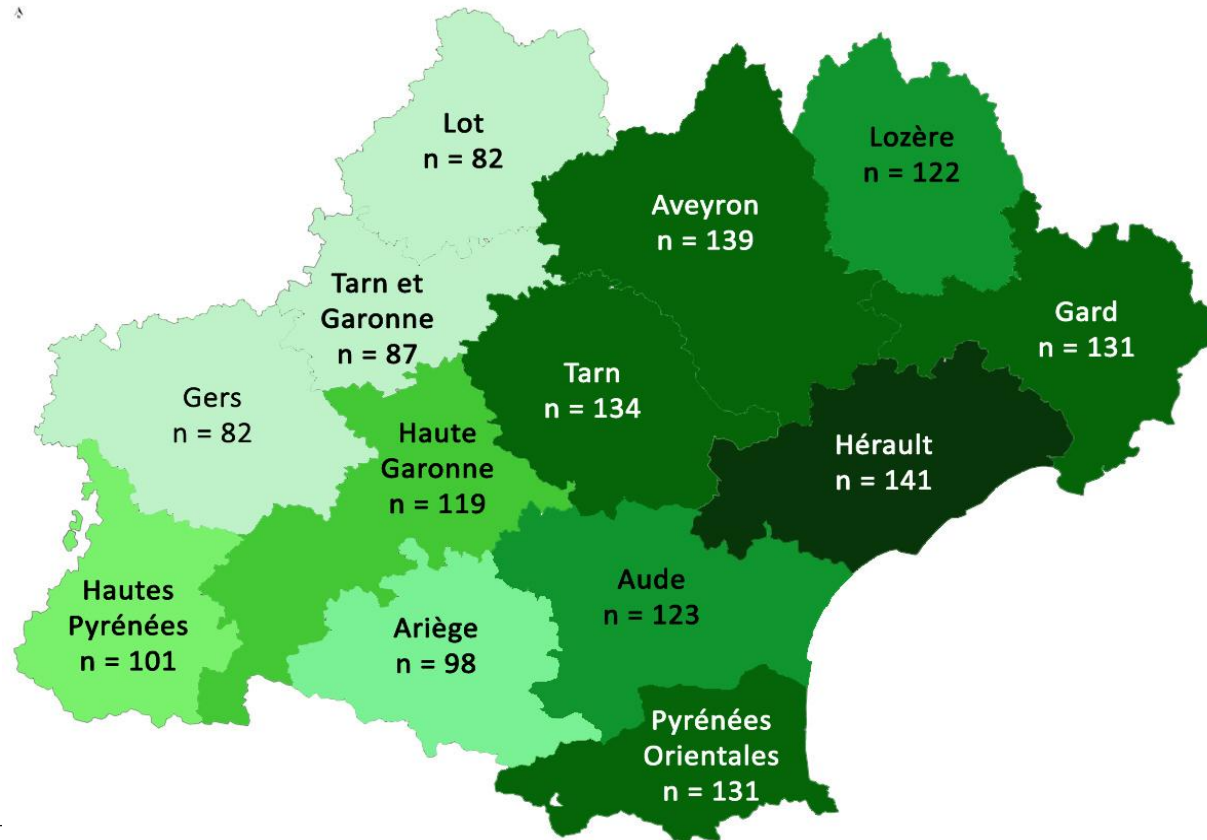 Lot
n = 82
Lozère
n = 122
Aveyron
n = 139
Tarn et
Garonne
n = 87
Gard
n = 131
Gers
n = 82
Tarn
n = 134
Haute
Garonne
n = 119
Hérault
n = 141
Hautes
Pyrénées
n = 101
Ariège
n = 98
Aude
n = 123
Pyrénées
Orientales
n = 131